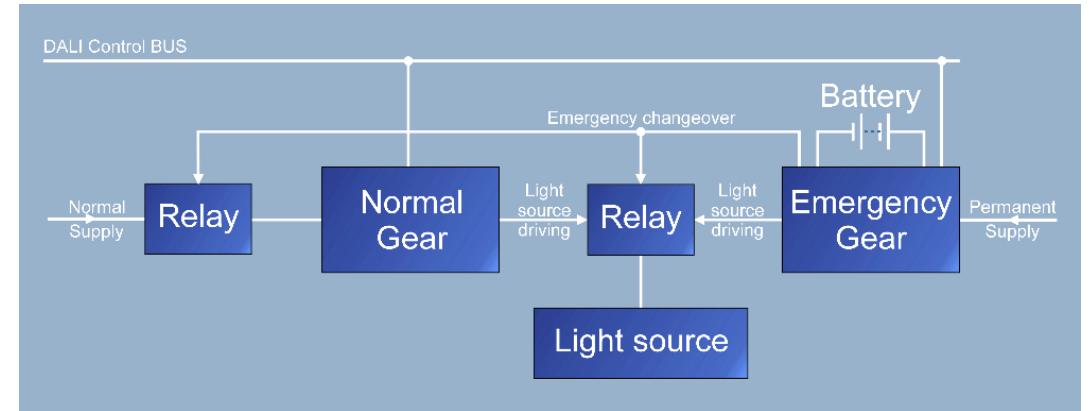 DALI Control BUS
Battery
Emergency changeover
Normal
Supply
Relay
Normal
Gear
Light
source
driving
Relay
Light
source
driving
Emergency
Gear
Permanent
Supply
Light source